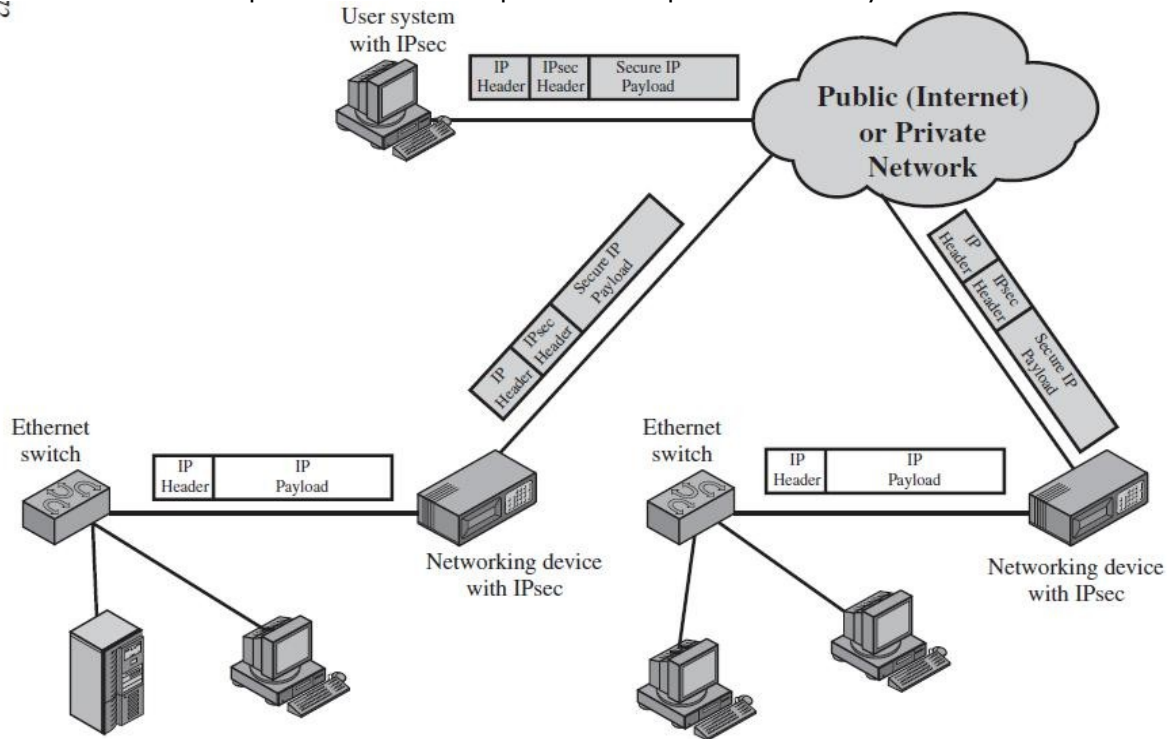 User system
with IPsec
IP
Header
IPsec
Header
Secure IP
Payload
Public (Internet)
or Private
Network
IP
Header
IPsec
Header
Secure IP
Payload
IP
Header
IPsec
Header
Secure IP
Payload
Ethernet
switch
IP
Header
IP
Payload
Networking device
with IPsec
Ethernet
switch
IP
Header
IP
Payload
Networking device
with IPsec